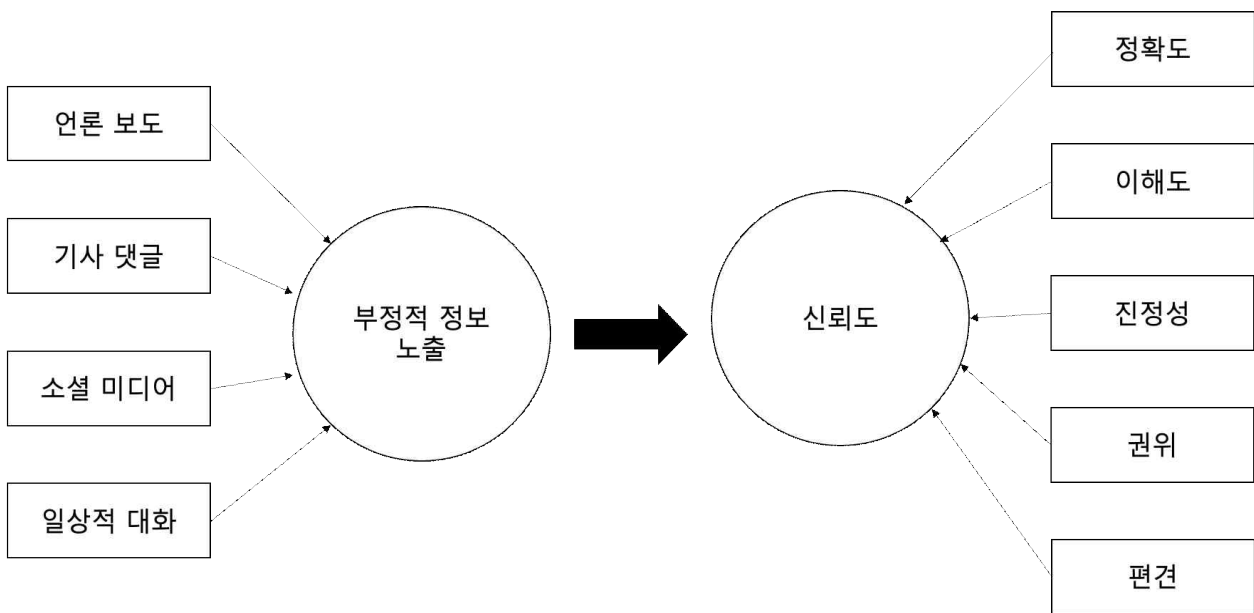 언론 보도
기사 댓글
소셜 미디어
일상적 대화
부정적 정보
노출
신뢰도
정확도
이해도
진정성
권위
편견